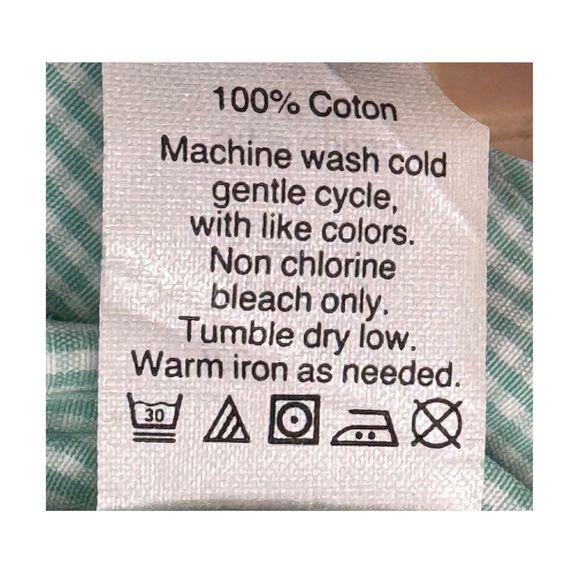 100% Coton
Machine wash cold
gentle cycle,
with like colors.
Non chlorine
bleach only.
Tumble dry low.
Warm iron as needed.
30